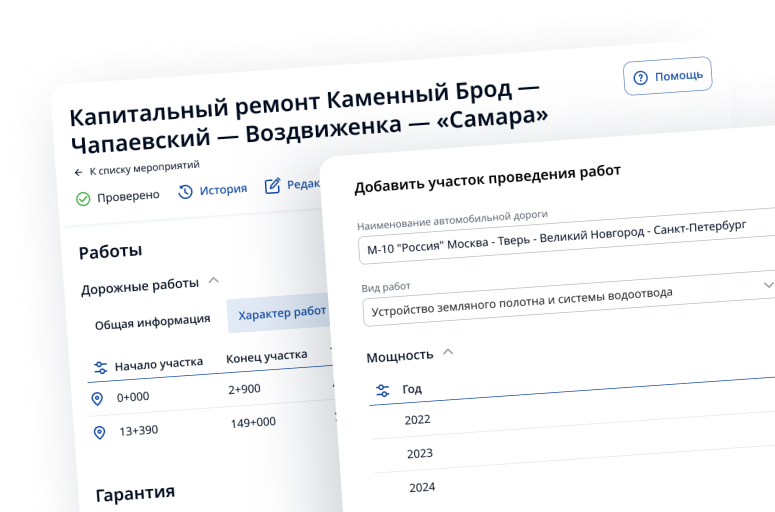 Капитальный ремонт Каменный Брод —
Чапаевский — Воздвиженка — «Самара»
Помощь
К списку мероприятий
Проверено
История
Редак
Работы
Дорожные работы
Общая информация
Характер работ
Начало участка
Конец участка
0+000
2+900
13+390
149+000
Гарантия
Добавить участок проведения работ
Наименование автомобильной дороги
М-10 "Россия" Москва - Тверь - Великий Новгород - Санкт-Петербург
Вид работ
Устройство земляного полотна и системы водоотвода
Мощность
Год
2022
2023
2024